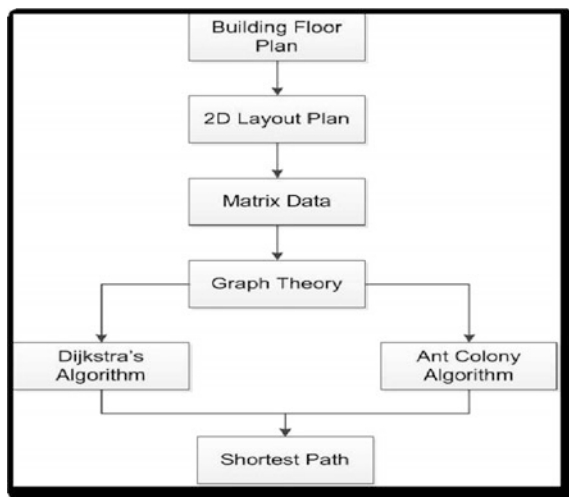 Building Floor
Plan
2D Layout Plan
Matrix Data
Graph Theory
Dijkstra's
Algorithm
Ant Colony
Algorithm
Shortest Path